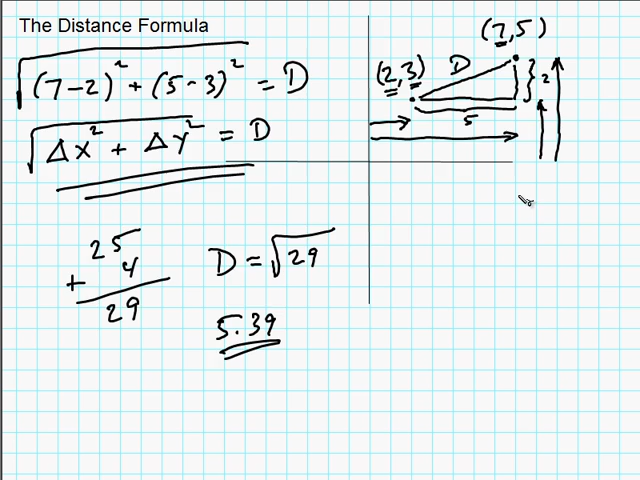 The Distance Formula
(7,5)
(2,3) D 2
5
√(7-2)² + (5-3)² = D
√Δx² + Δy² = D
25
+ 4
29
D = √29
5.39